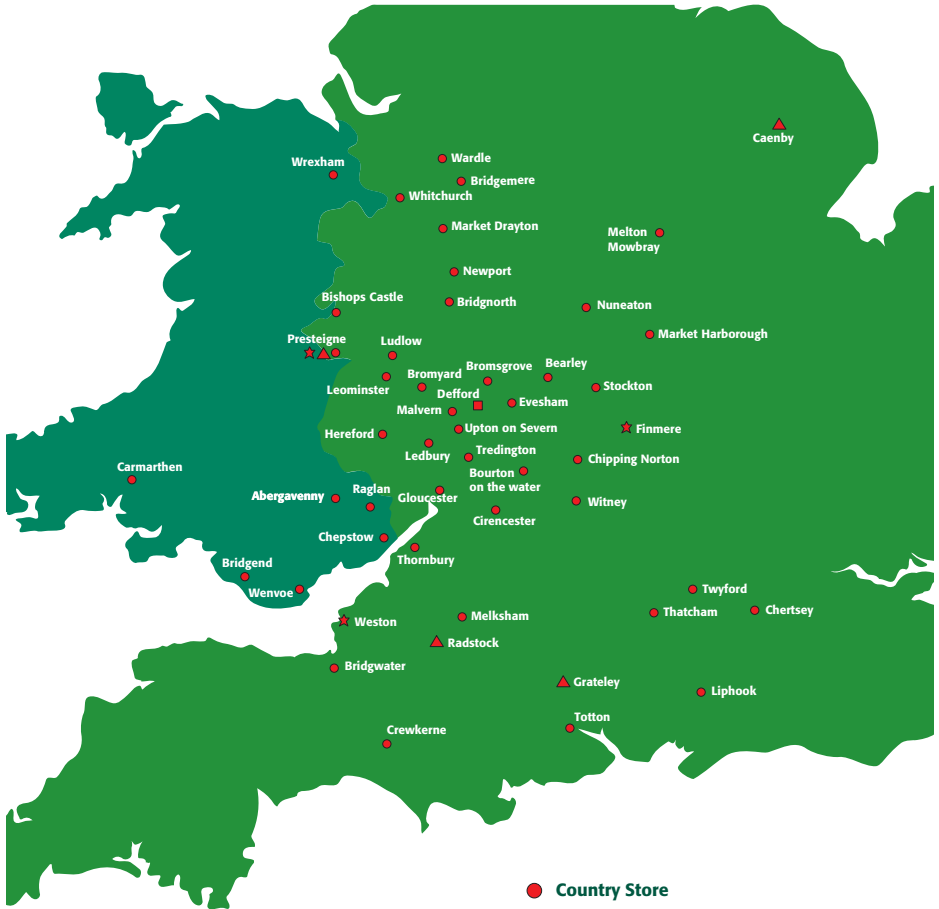 Caenby
Wrexham
Wardle
Bridgemere
Whitchurch
Market Drayton
Melton
Mowbray
Newport
Bishops Castle
Bridgnorth
Nuneaton
Market Harborough
Presteigne
Ludlow
Bearley
Bromsgrove
Bromyard
Leominster
Stockton
Defford
Evesham
Malvern
Upton on Severn
Finmere
Hereford
Ledbury
Tredington
Chipping Norton
Carmarthen
Bourton
on the water
Raglan
Abergavenny
Gloucester
Witney
Cirencester
Chepstow
Thornbury
Bridgend
Wenvoe
Twyford
Thatcham
Chertsey
Melksham
Weston
Radstock
Bridgwater
Grateley
Liphook
Totton
Crewkerne
Country Store